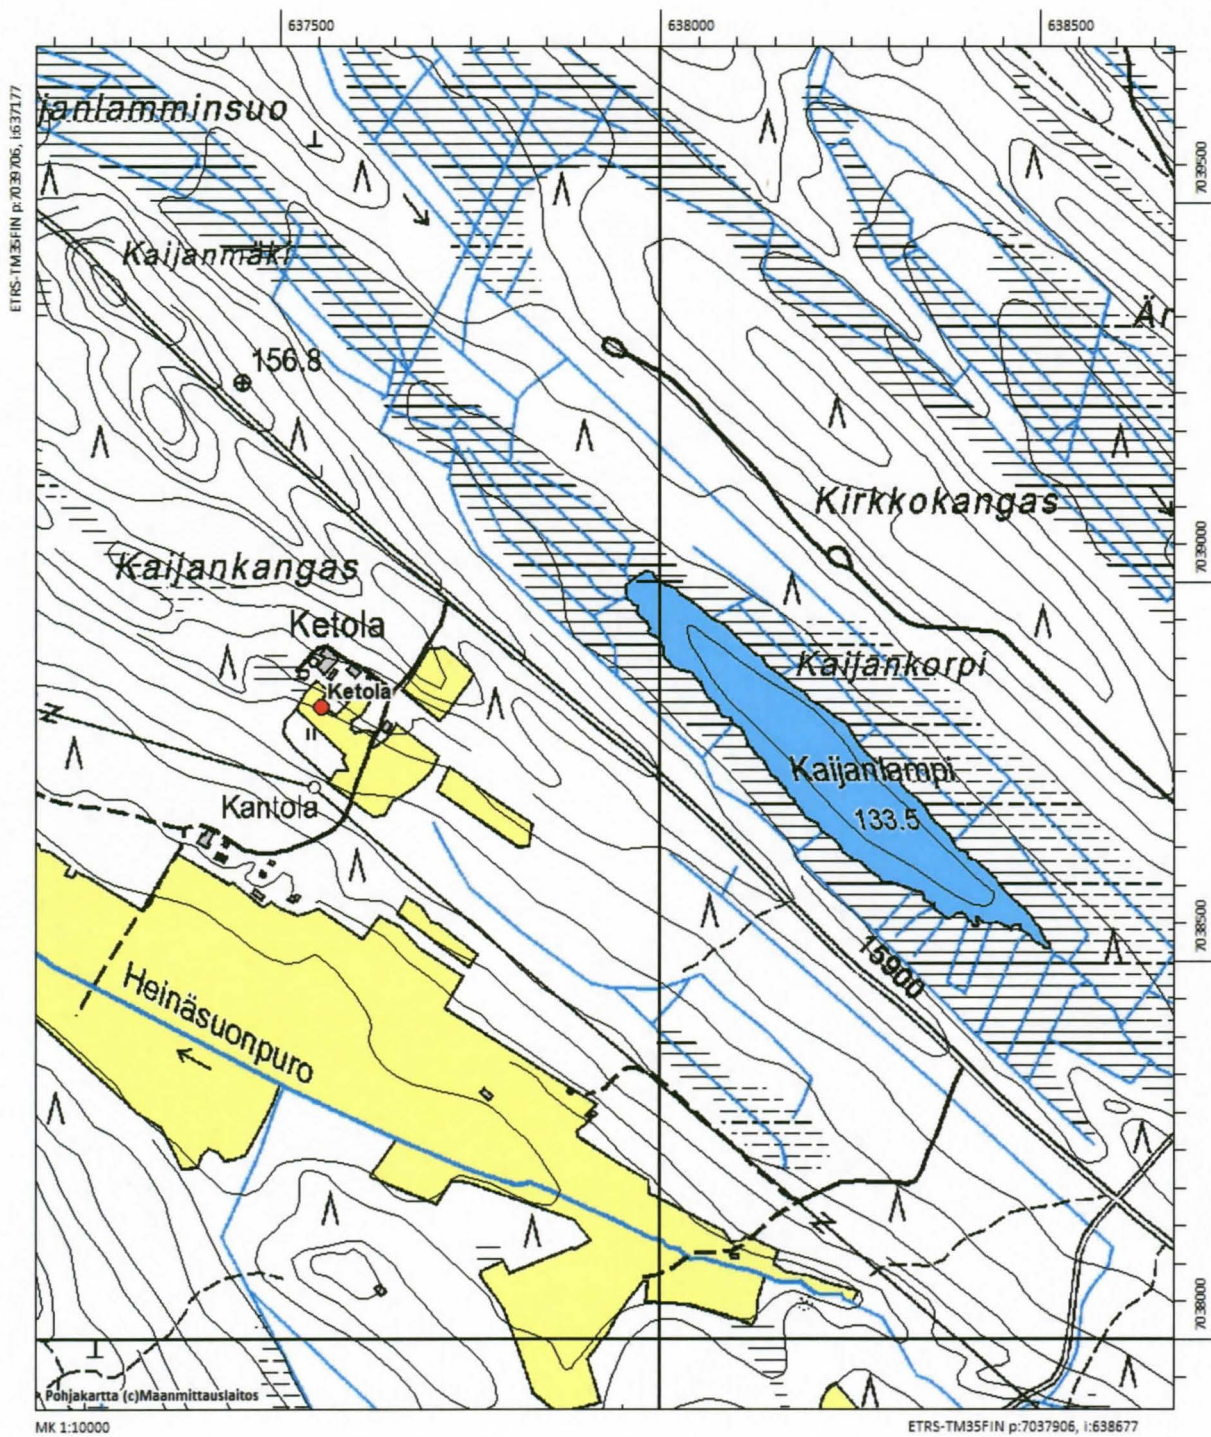 637500
638000
638500
ETRS-TM35FIN p:7039706, i:637177
janlamminsuo
7039500
Kaijanmäki
Är
156.8
Kirkkokangas
7039000
Kaijankangas
Ketola
Kaijankorpi
Ketola
Kaijanlampi
Kantola
133.5
7038500
15900
Heinäsuonpuro
7038000
Pohjakartta (c)Maanmittauslaitos
MK 1:10000
ETRS-TM35FIN p:7037906, i:638677